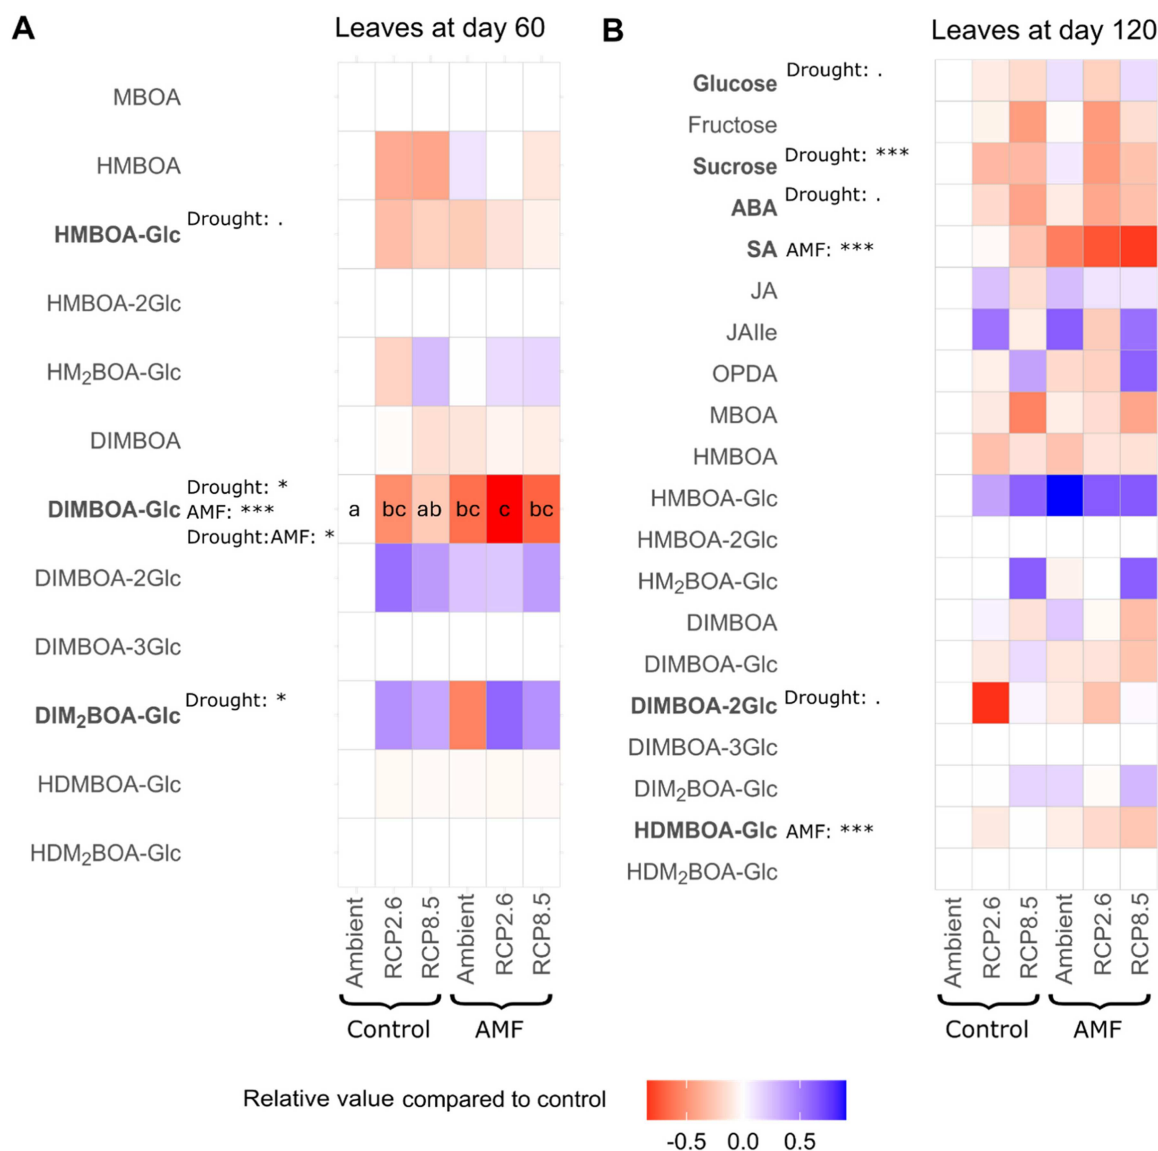 A
Leaves at day 60
MBOA
HMBOA
HMBOA-Glc
Drought: .
HMBOA-2Glc
HM2BOA-Glc
DIMBOA
DIMBOA-Glc
Drought: *
AMF: ***
Drought:AMF: *
a bc ab bc c bc
DIMBOA-2Glc
DIMBOA-3Glc
DIM2BOA-Glc
Drought: *
HDMBOA-Glc
HDM2BOA-Glc
Ambient RCP2.6 RCP8.5 Ambient RCP2.6 RCP8.5
Control AMF
B
Leaves at day 120
Glucose Drought: .
Fructose
Sucrose Drought: ***
ABA Drought: .
SA AMF: ***
JA
JAIle
OPDA
MBOA
HMBOA
HMBOA-Glc
HMBOA-2Glc
HM2BOA-Glc
DIMBOA
DIMBOA-Glc
DIMBOA-2Glc Drought: .
DIMBOA-3Glc
DIM2BOA-Glc
HDMBOA-Glc AMF: ***
HDM2BOA-Glc
Ambient RCP2.6 RCP8.5 Ambient RCP2.6 RCP8.5
Control AMF
Relative value compared to control
-0.5 0.0 0.5